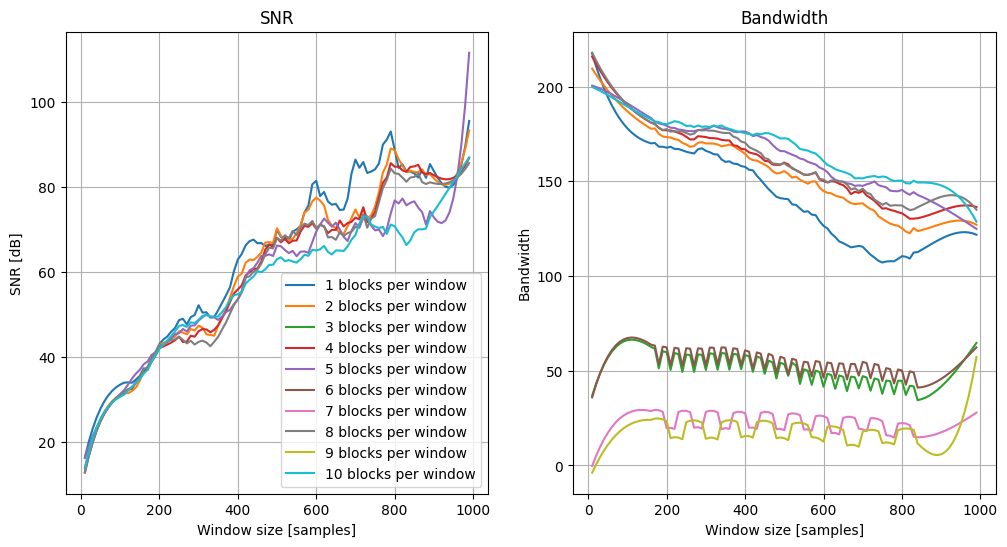 SNR
SNR [dB]
100
80
60
40
20
0
200
400
600
800
1000
Window size [samples]
1 blocks per window
2 blocks per window
3 blocks per window
4 blocks per window
5 blocks per window
6 blocks per window
7 blocks per window
8 blocks per window
9 blocks per window
10 blocks per window
Bandwidth
Bandwidth
200
150
100
50
0
0
200
400
600
800
1000
Window size [samples]